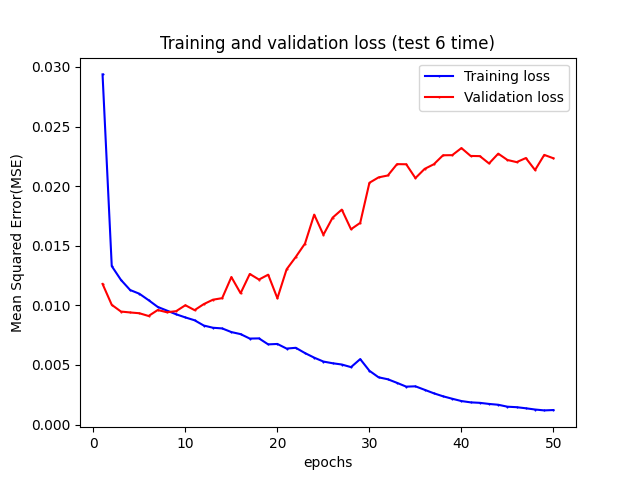 Training and validation loss (test 6 time)
Training loss
Validation loss
0.030
0.025
0.020
0.015
0.010
0.005
0.000
Mean Squared Error(MSE)
0 10 20 30 40 50
epochs